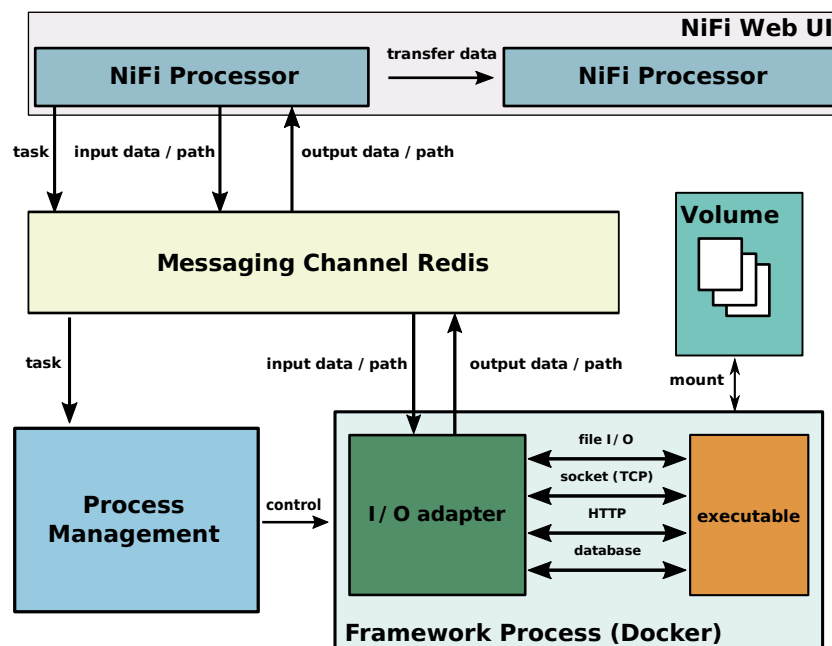 NiFi Web UI
NiFi Processor
transfer data
NiFi Processor
task
input data / path
output data / path
Volume
Messaging Channel Redis
task
input data / path
output data / path
mount
Process
Management
control
I / O adapter
file I / O
socket (TCP)
HTTP
database
executable
Framework Process (Docker)